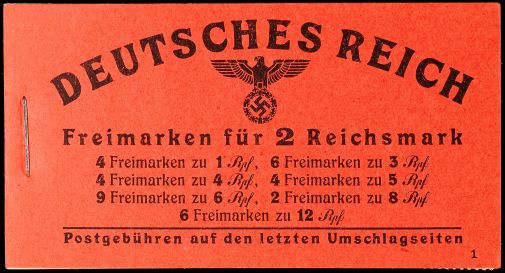 DEUTSCHES REICH
Freimarken für 2 Reichsmark
4 Freimarken zu 1 Rpf, 6 Freimarken zu 3 Rpf
4 Freimarken zu 4 Rpf, 4 Freimarken zu 5 Rpf
9 Freimarken zu 6 Rpf, 2 Freimarken zu 8 Rpf
6 Freimarken zu 12 Rpf
Postgebühren auf den letzten Umschlagseiten
1